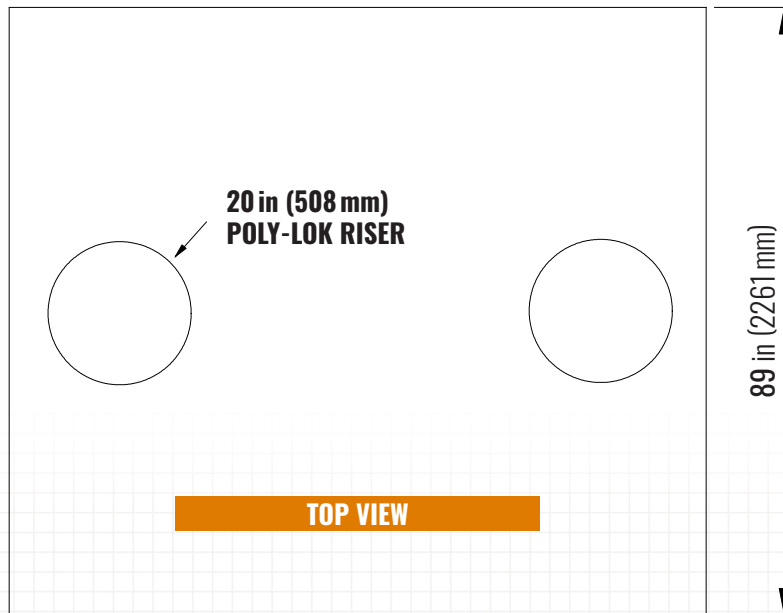 20 in (508 mm)
POLY-LOK RISER
89 in (2261 mm)
TOP VIEW